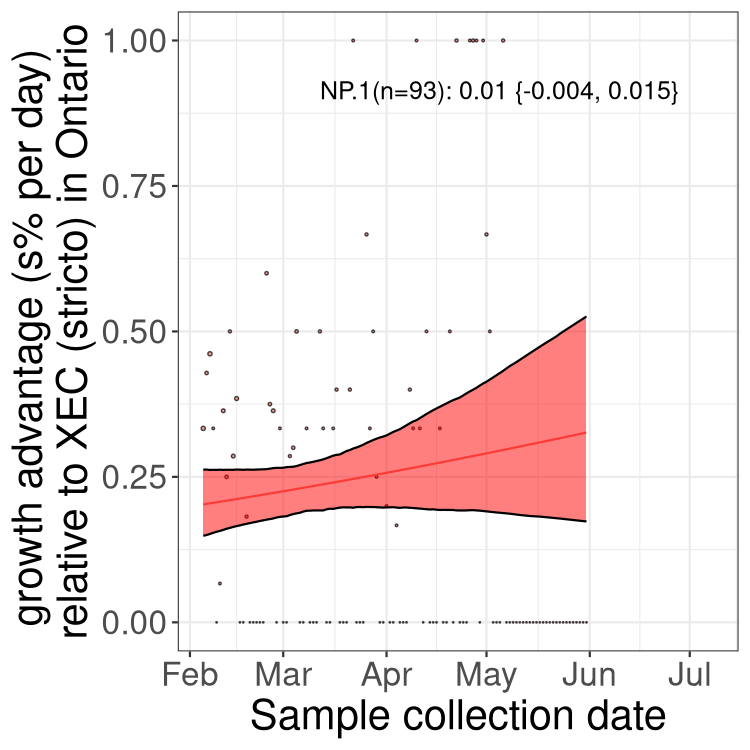 growth advantage (s% per day)
relative to XEC (stricto) in Ontario
1.00
0.75
0.50
0.25
0.00
NP.1(n=93): 0.01 {-0.004, 0.015}
Feb Mar Apr May Jun Jul
Sample collection date